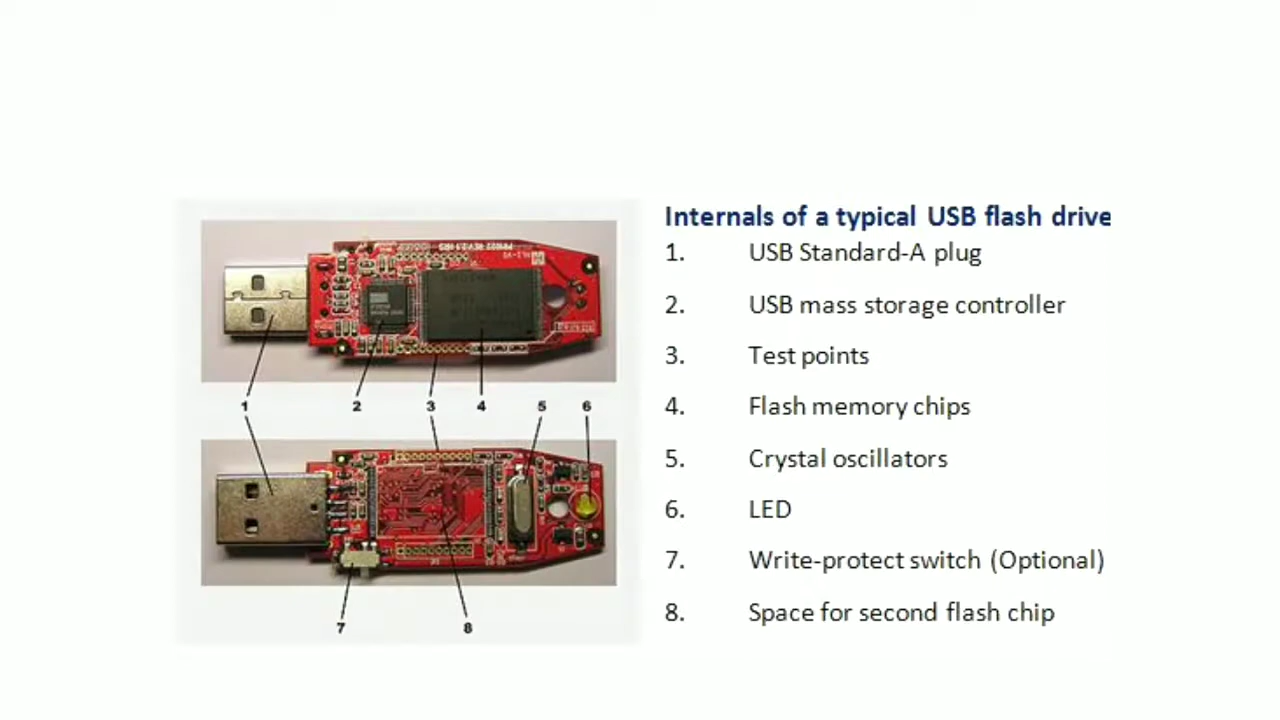 Internals of a typical USB flash drive
1. USB Standard-A plug
2. USB mass storage controller
3. Test points
4. Flash memory chips
5. Crystal oscillators
6. LED
7. Write-protect switch (Optional)
8. Space for second flash chip
1 2 3 4 5 6
7 8